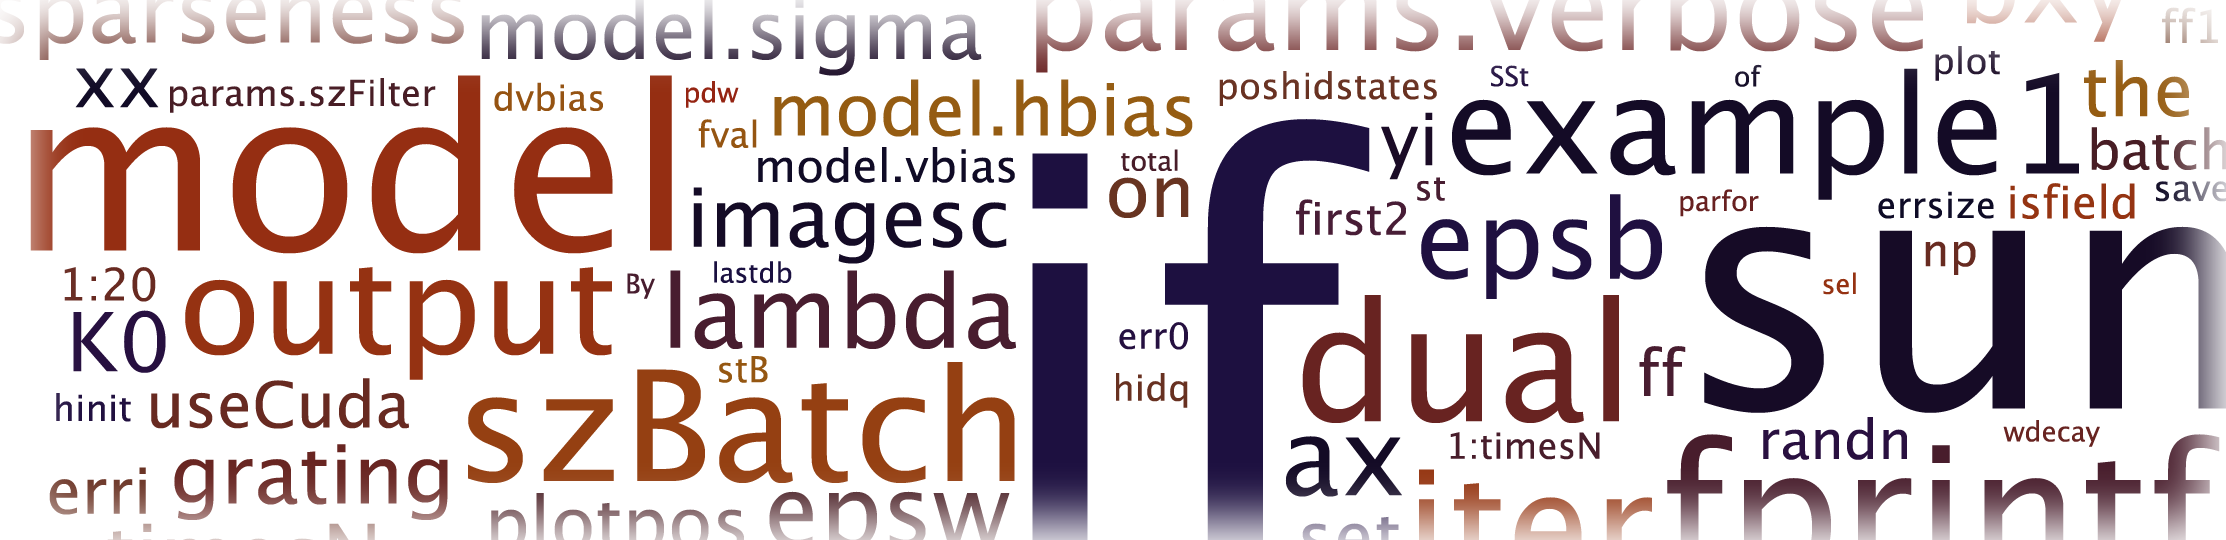 sparseness
model.sigma
params.verbose
bxy
ff1
xx
params.szFilter
dvbias
pdw
model.hbias
poshidstates
SSt
of
plot
the
model
fval
model.vbias
total
on
yi
example1
batch
imagesc
if
first2
st
epsb
parfor
errsize
isfield
save
np
sun
sel
1:20
output
By
lastdb
lambda
K0
err0
dual
ff
stB
hidq
hinit
useCuda
szBatch
ax
1:timesN
randn
wdecay
erri
grating
plotpos
epsw
set
iter
fprintf
timesN